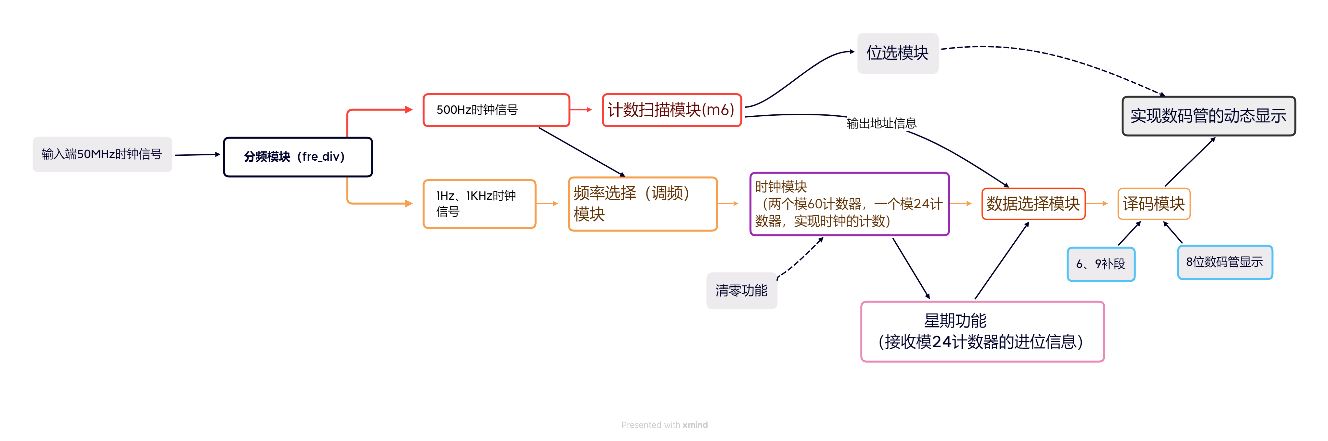 位选模块
500Hz时钟信号
计数扫描模块(m6)
实现数码管的动态显示
输出地址信息
输入端50MHz时钟信号
分频模块（fre_div）
1Hz、1KHz时钟
信号
频率选择（调频）
模块
时钟模块
（两个模60计数器，一个模24计
数器，实现时钟的计数）
数据选择模块
译码模块
6、9补段
8位数码管显示
清零功能
星期功能
（接收模24计数器的进位信息）
Presented with xmind